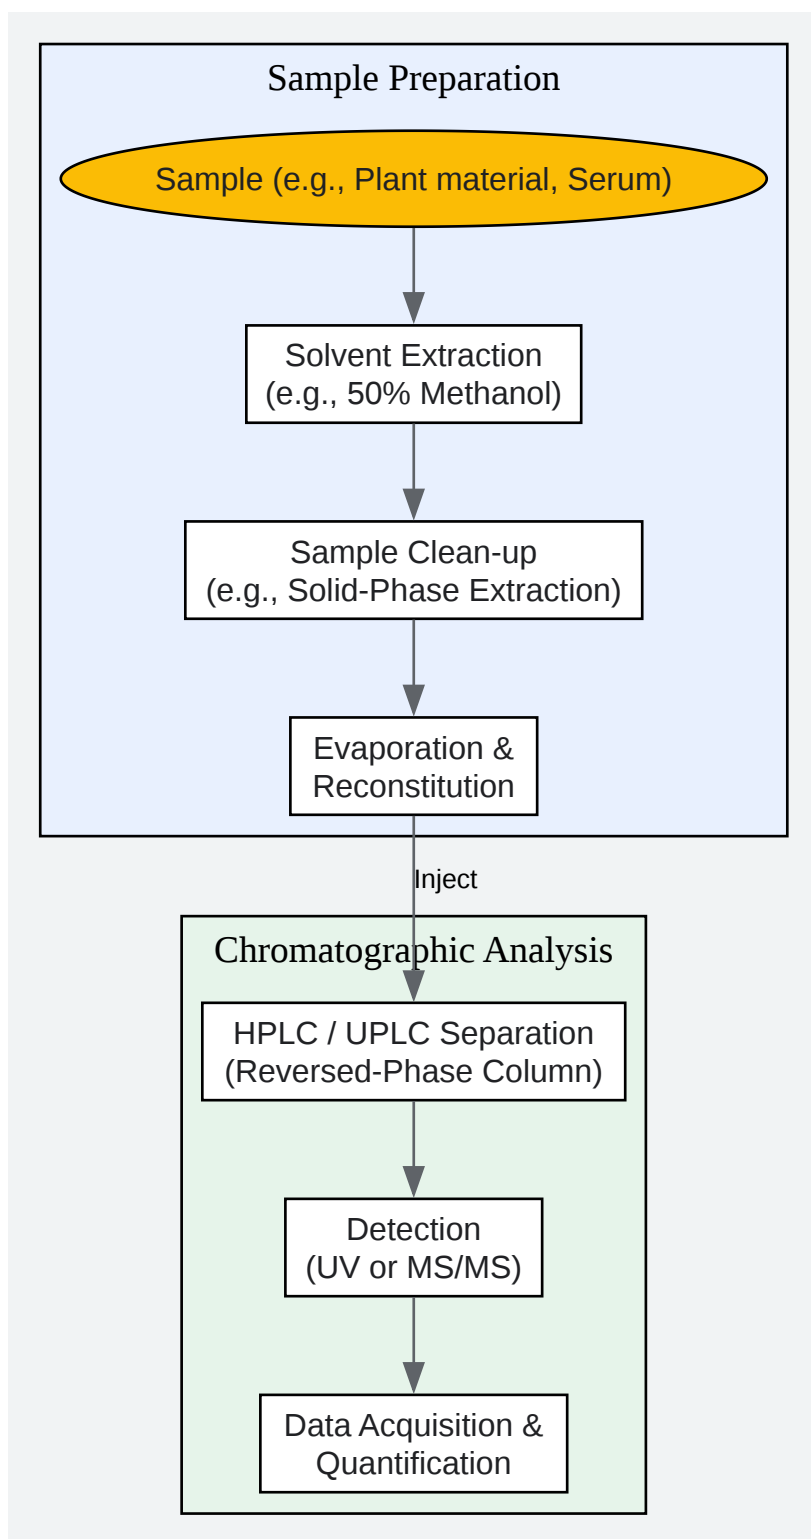 Sample Preparation
Sample (e.g., Plant material, Serum)
Solvent Extraction
(e.g., 50% Methanol)
Sample Clean-up
(e.g., Solid-Phase Extraction)
Evaporation &
Reconstitution
Inject
Chromatographic Analysis
HPLC / UPLC Separation
(Reversed-Phase Column)
Detection
(UV or MS/MS)
Data Acquisition &
Quantification